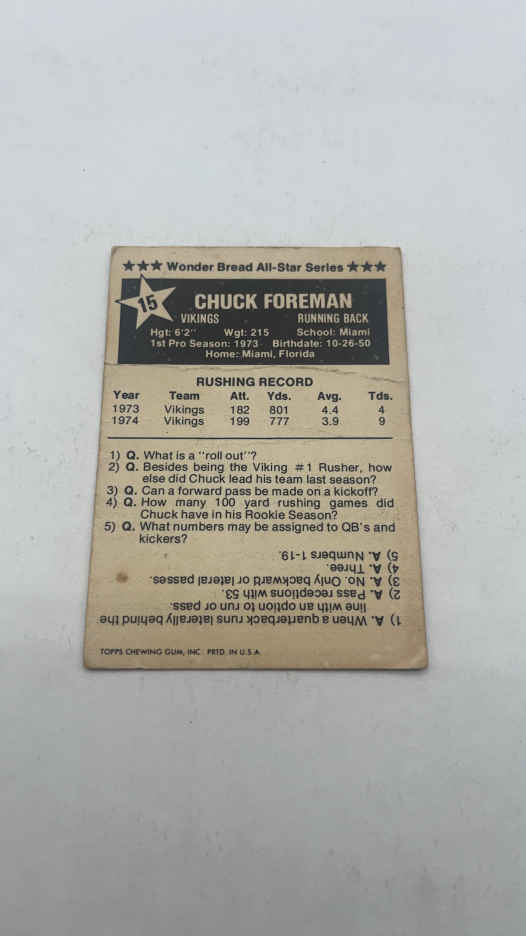 ★★★ Wonder Bread All-Star Series ★★★
15
CHUCK FOREMAN
VIKINGS RUNNING BACK
Hgt: 6'2" Wgt: 215 School: Miami
1st Pro Season: 1973 Birthdate: 10-26-50
Home: Miami, Florida
RUSHING RECORD
Year Team Att. Yds. Avg. Tds.
1973 Vikings 182 801 4.4 4
1974 Vikings 199 777 3.9 9
1) Q. What is a "roll out"?
2) Q. Besides being the Viking #1 Rusher, how
else did Chuck lead his team last season?
3) Q. Can a forward pass be made on a kickoff?
4) Q. How many 100 yard rushing games did
Chuck have in his Rookie Season?
5) Q. What numbers may be assigned to QB's and
kickers?
1) A. When a quarterback runs laterally behind the
line with an option to run or pass.
2) A. Pass receptions with 53.
3) A. No. Only backward or lateral passes.
4) A. Three.
5) A. Numbers 1-19.
TOPPS CHEWING GUM, INC. PRTD. IN U.S.A.